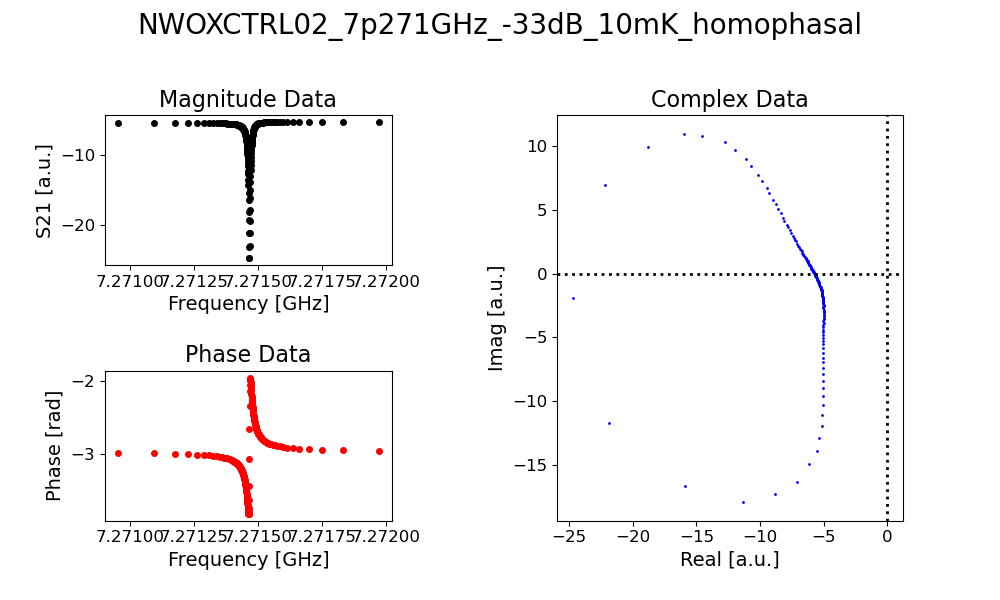 NWOXCTRL02_7p271GHz_-33dB_10mK_homophasal
Magnitude Data
S21 [a.u.]
−10
−20
7.27100 7.27125 7.27150 7.27175 7.27200
Frequency [GHz]
Phase Data
Phase [rad]
−2
−3
7.27100 7.27125 7.27150 7.27175 7.27200
Frequency [GHz]
Complex Data
Imag [a.u.]
10
5
0
−5
−10
−15
−25 −20 −15 −10 −5 0
Real [a.u.]